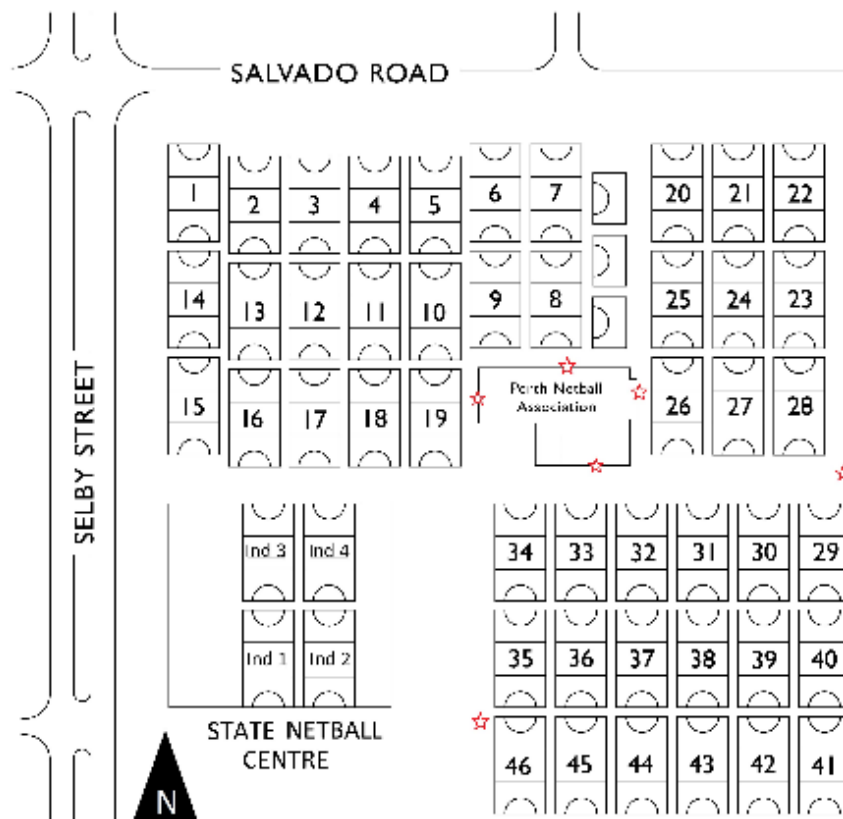 SALVADO ROAD
1 2 3 4 5 6 7 20 21 22
14 13 12 11 10 9 8 25 24 23
15 16 17 18 19 26 27 28
Perth Netball
Association
SELBY STREET
Ind 3 Ind 4 34 33 32 31 30 29
Ind 1 Ind 2 35 36 37 38 39 40
STATE NETBALL
CENTRE
46 45 44 43 42 41
N